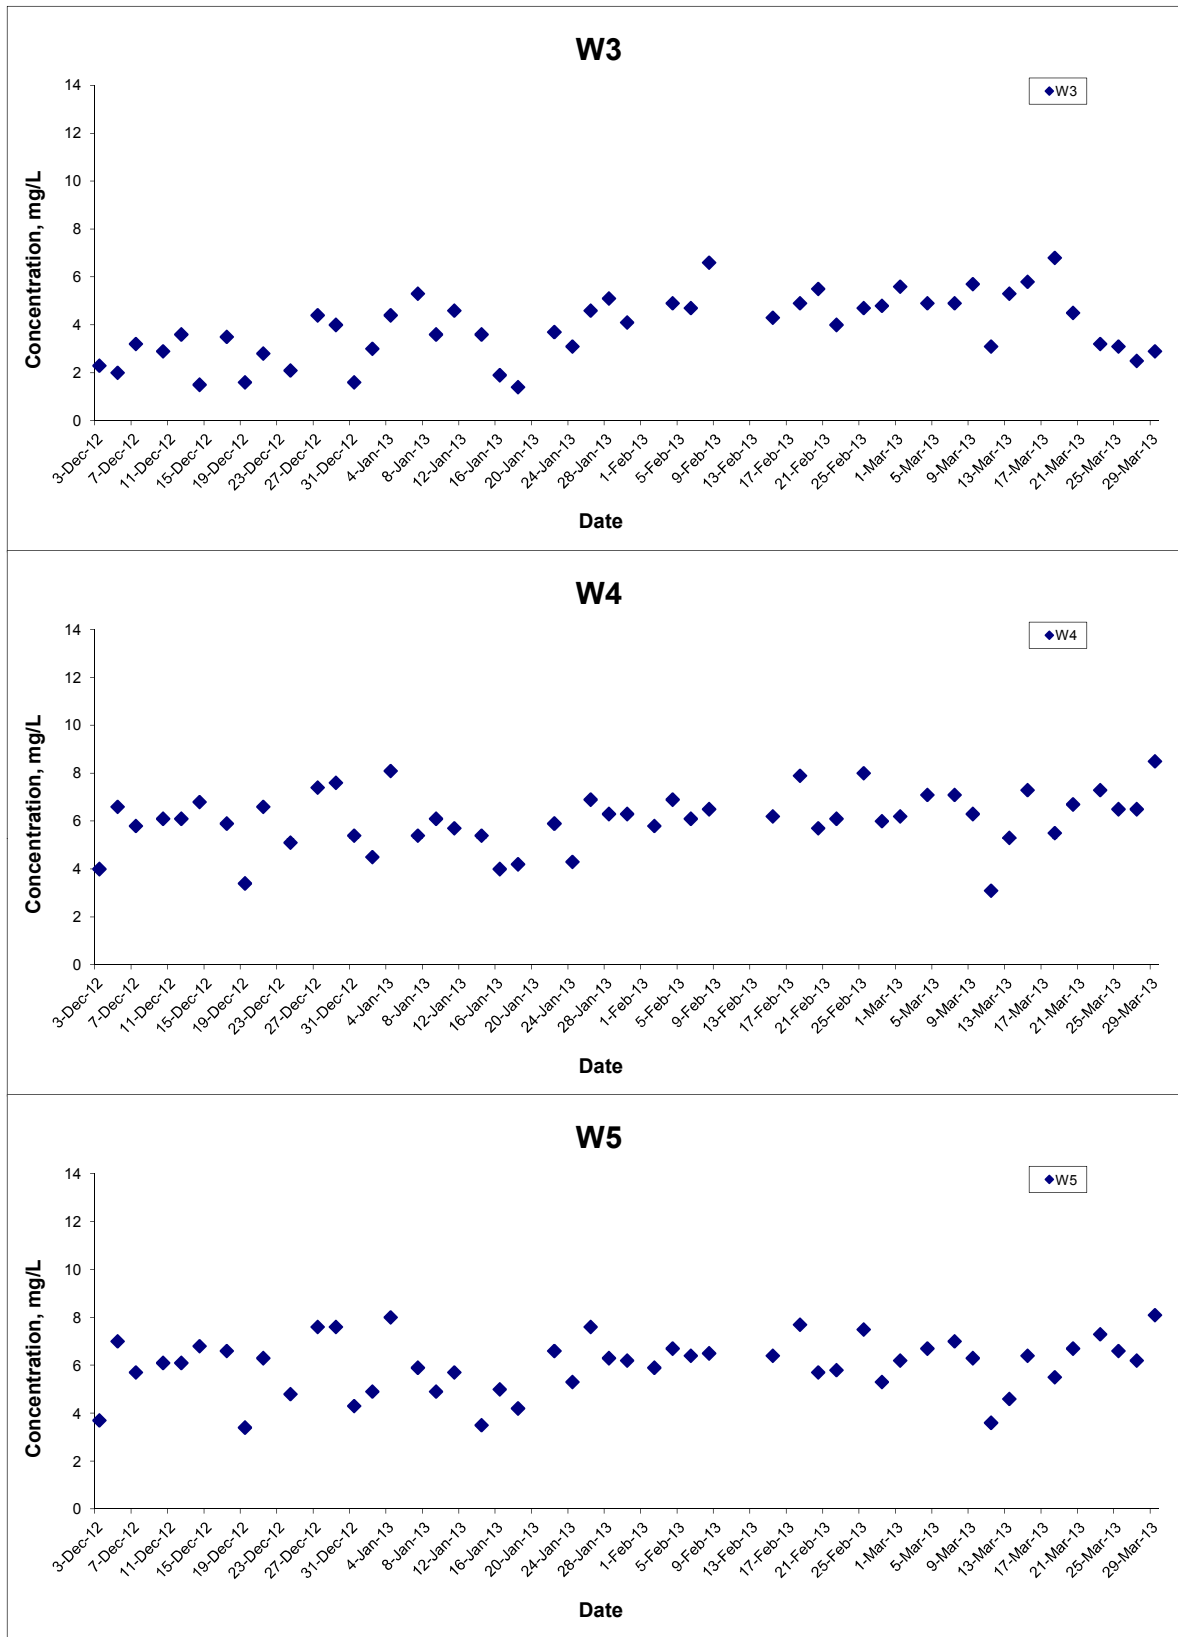 W3
W3
14
12
10
8
6
4
2
0
Concentration, mg/L
3-Dec-12
7-Dec-12
11-Dec-12
15-Dec-12
19-Dec-12
23-Dec-12
27-Dec-12
31-Dec-12
4-Jan-13
8-Jan-13
12-Jan-13
16-Jan-13
20-Jan-13
24-Jan-13
28-Jan-13
1-Feb-13
5-Feb-13
9-Feb-13
13-Feb-13
17-Feb-13
21-Feb-13
25-Feb-13
1-Mar-13
5-Mar-13
9-Mar-13
13-Mar-13
17-Mar-13
21-Mar-13
25-Mar-13
29-Mar-13
Date
W4
W4
14
12
10
8
6
4
2
0
Concentration, mg/L
3-Dec-12
7-Dec-12
11-Dec-12
15-Dec-12
19-Dec-12
23-Dec-12
27-Dec-12
31-Dec-12
4-Jan-13
8-Jan-13
12-Jan-13
16-Jan-13
20-Jan-13
24-Jan-13
28-Jan-13
1-Feb-13
5-Feb-13
9-Feb-13
13-Feb-13
17-Feb-13
21-Feb-13
25-Feb-13
1-Mar-13
5-Mar-13
9-Mar-13
13-Mar-13
17-Mar-13
21-Mar-13
25-Mar-13
29-Mar-13
Date
W5
W5
14
12
10
8
6
4
2
0
Concentration, mg/L
3-Dec-12
7-Dec-12
11-Dec-12
15-Dec-12
19-Dec-12
23-Dec-12
27-Dec-12
31-Dec-12
4-Jan-13
8-Jan-13
12-Jan-13
16-Jan-13
20-Jan-13
24-Jan-13
28-Jan-13
1-Feb-13
5-Feb-13
9-Feb-13
13-Feb-13
17-Feb-13
21-Feb-13
25-Feb-13
1-Mar-13
5-Mar-13
9-Mar-13
13-Mar-13
17-Mar-13
21-Mar-13
25-Mar-13
29-Mar-13
Date